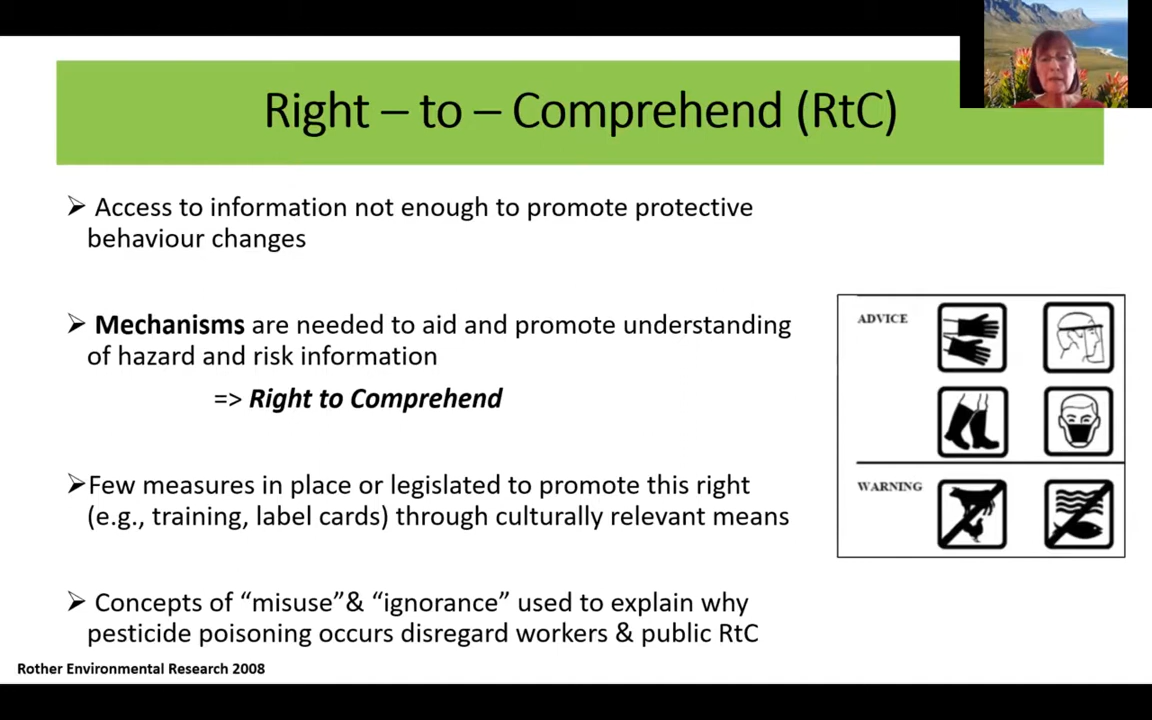 Right – to – Comprehend (RtC)
➢ Access to information not enough to promote protective
behaviour changes
➢ Mechanisms are needed to aid and promote understanding
of hazard and risk information
=> Right to Comprehend
➢Few measures in place or legislated to promote this right
(e.g., training, label cards) through culturally relevant means
➢ Concepts of “misuse”& “ignorance” used to explain why
pesticide poisoning occurs disregard workers & public RtC
ADVICE
WARNING
Rother Environmental Research 2008